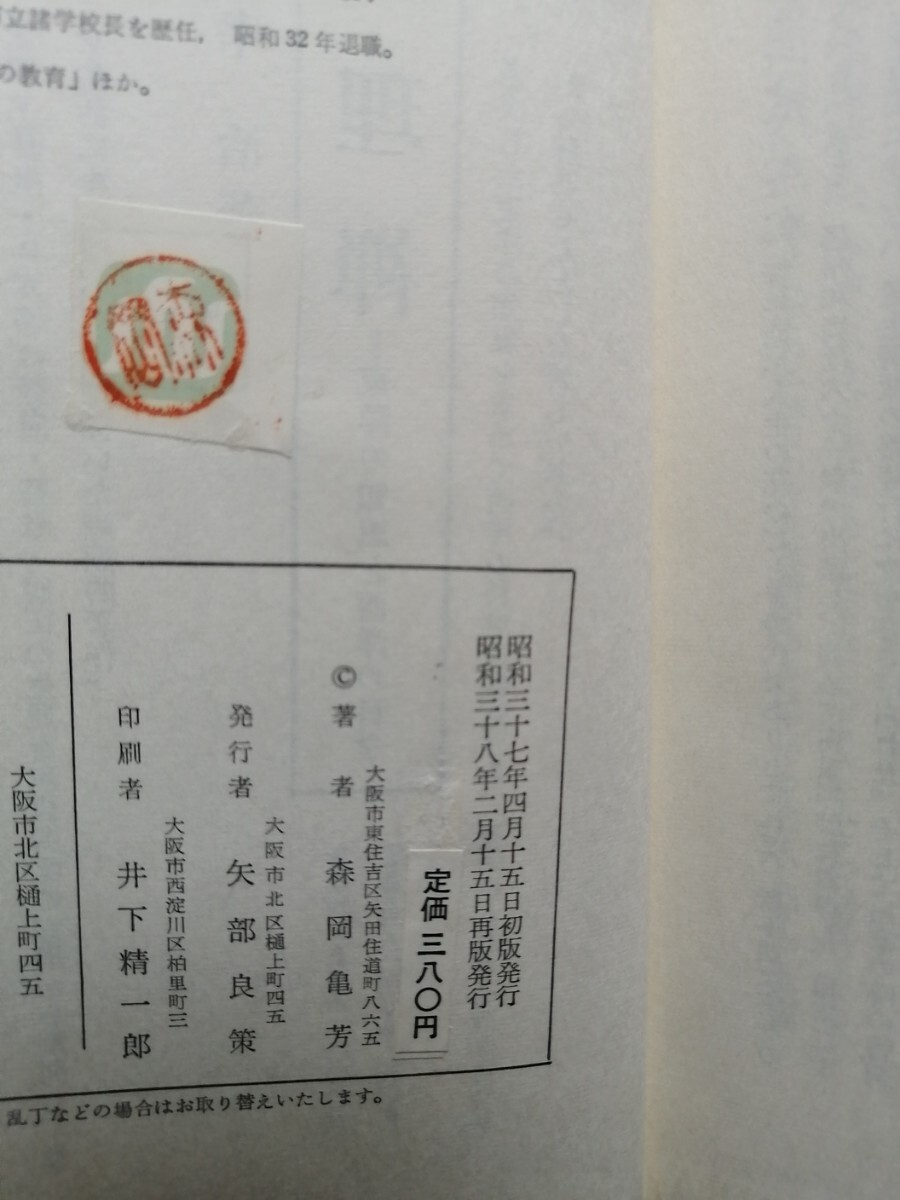 立諸学校長を歴任, 昭和32年退職。
の教育」ほか。
昭和三十七年四月十五日初版発行
昭和三十八年二月十五日再版発行
定価 三八〇円
大阪市東住吉区矢田住道町八六五
©著者 森岡亀芳
大阪市北区樋上町四五
発行者 矢部良策
大阪市西淀川区柏里町三
印刷者 井下精一郎
大阪市北区樋上町四五
乱丁などの場合はお取り替えいたします。